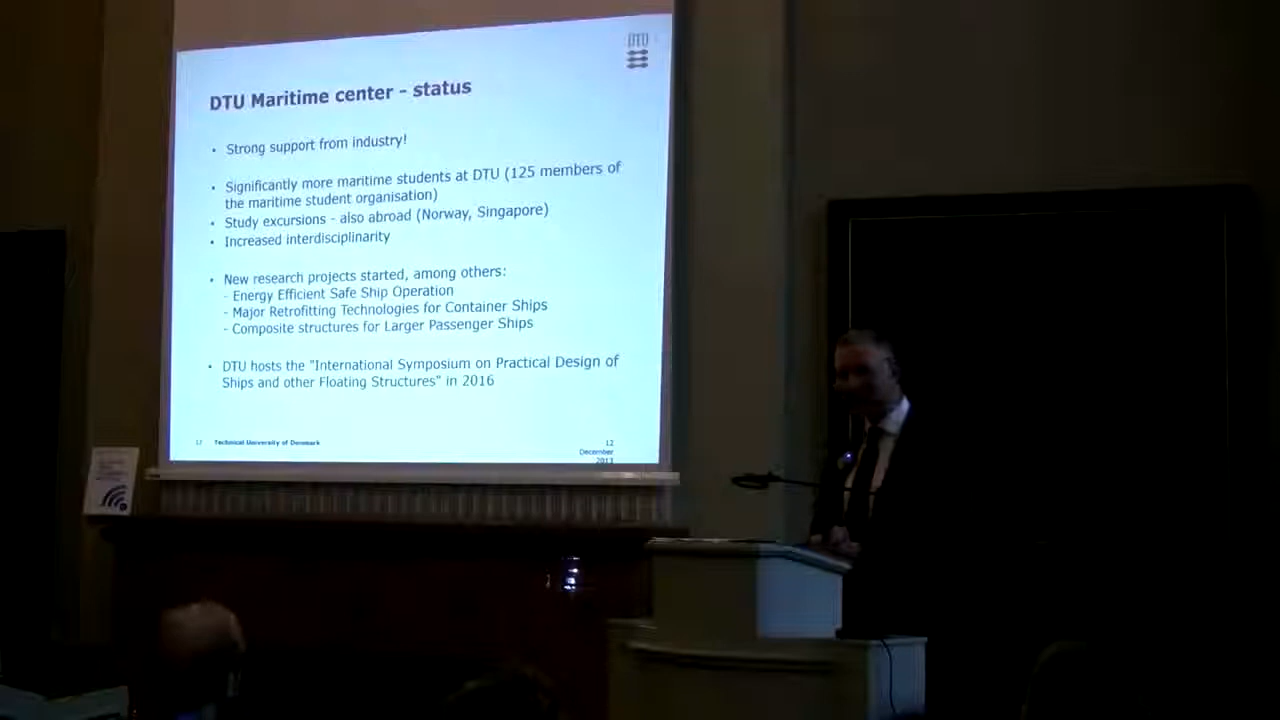 DTU
DTU Maritime center - status
• Strong support from industry!
• Significantly more maritime students at DTU (125 members of
the maritime student organisation)
• Study excursions - also abroad (Norway, Singapore)
• Increased interdisciplinarity
• New research projects started, among others:
- Energy Efficient Safe Ship Operation
- Major Retrofitting Technologies for Container Ships
- Composite structures for Larger Passenger Ships
• DTU hosts the "International Symposium on Practical Design of
Ships and other Floating Structures" in 2016
Technical University of Denmark
12
December